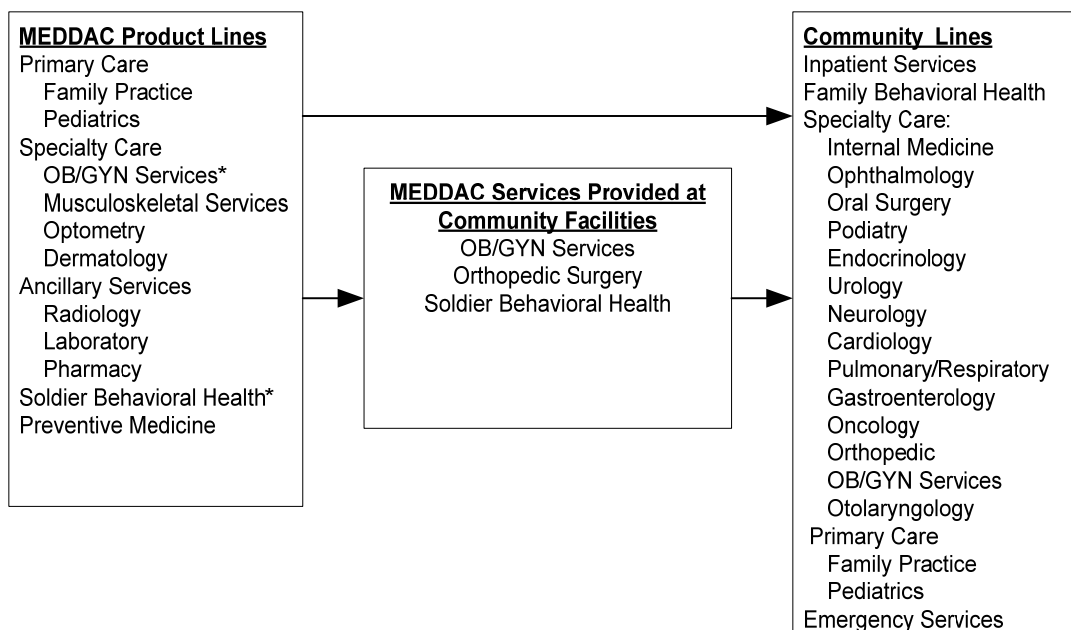 MEDDAC Product Lines
Primary Care
Family Practice
Pediatrics
Specialty Care
OB/GYN Services*
Musculoskeletal Services
Optometry
Dermatology
Ancillary Services
Radiology
Laboratory
Pharmacy
Soldier Behavioral Health*
Preventive Medicine
MEDDAC Services Provided at
Community Facilities
OB/GYN Services
Orthopedic Surgery
Soldier Behavioral Health
Community Lines
Inpatient Services
Family Behavioral Health
Specialty Care:
Internal Medicine
Ophthalmology
Oral Surgery
Podiatry
Endocrinology
Urology
Neurology
Cardiology
Pulmonary/Respiratory
Gastroenterology
Oncology
Orthopedic
OB/GYN Services
Otolaryngology
Primary Care
Family Practice
Pediatrics
Emergency Services